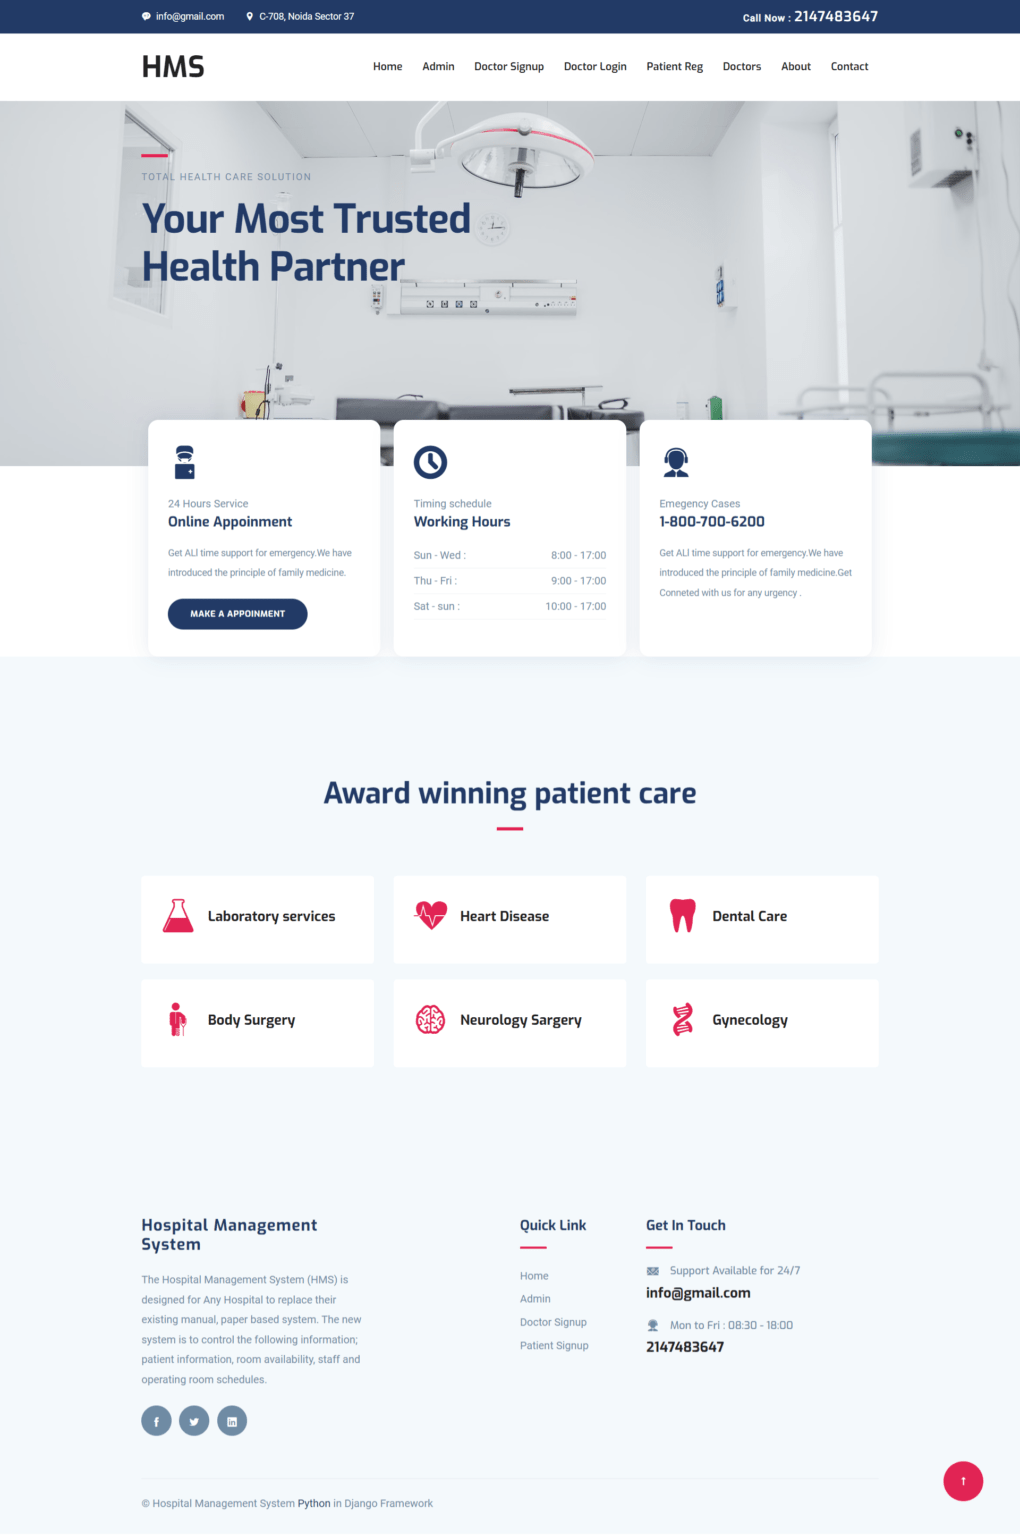 info@gmail.com C-708, Noida Sector 37 Call Now : 2147483647
HMS Home Admin Doctor Signup Doctor Login Patient Reg Doctors About Contact
TOTAL HEALTH CARE SOLUTION
Your Most Trusted
Health Partner
24 Hours Service
Online Appoinment
Get ALl time support for emergency.We have
introduced the principle of family medicine.
MAKE A APPOINMENT
Timing schedule
Working Hours
Sun - Wed : 8:00 - 17:00
Thu - Fri : 9:00 - 17:00
Sat - sun : 10:00 - 17:00
Emegency Cases
1-800-700-6200
Get ALl time support for emergency.We have
introduced the principle of family medicine.Get
Conneted with us for any urgency .
Award winning patient care
Laboratory services
Heart Disease
Dental Care
Body Surgery
Neurology Sargery
Gynecology
Hospital Management
System
The Hospital Management System (HMS) is
designed for Any Hospital to replace their
existing manual, paper based system. The new
system is to control the following information;
patient information, room availability, staff and
operating room schedules.
Quick Link
Home
Admin
Doctor Signup
Patient Signup
Get In Touch
Support Available for 24/7
info@gmail.com
Mon to Fri : 08:30 - 18:00
2147483647
© Hospital Management System Python in Django Framework